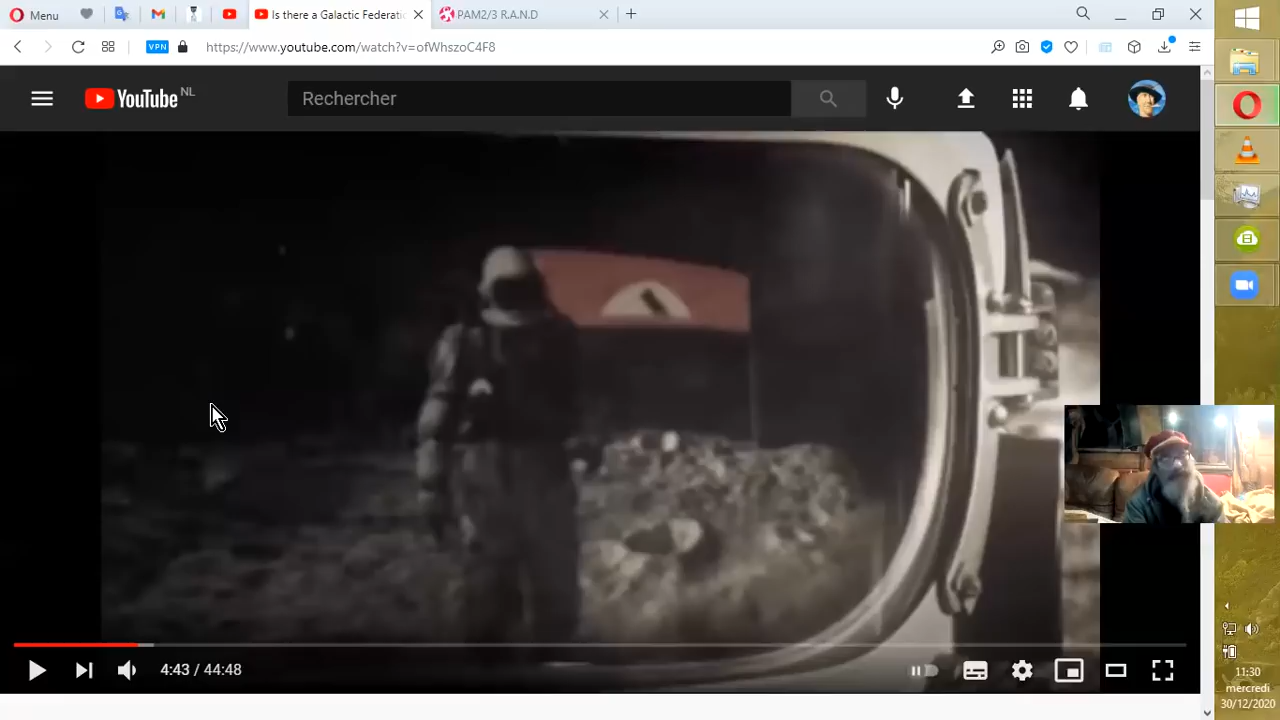 Menu
Is there a Galactic Federati
PAM2/3 R.A.N.D
VPN
https://www.youtube.com/watch?v=ofWhszoC4F8
YouTube NL
Rechercher
4:43 / 44:48
11:30
mercredi
30/12/2020